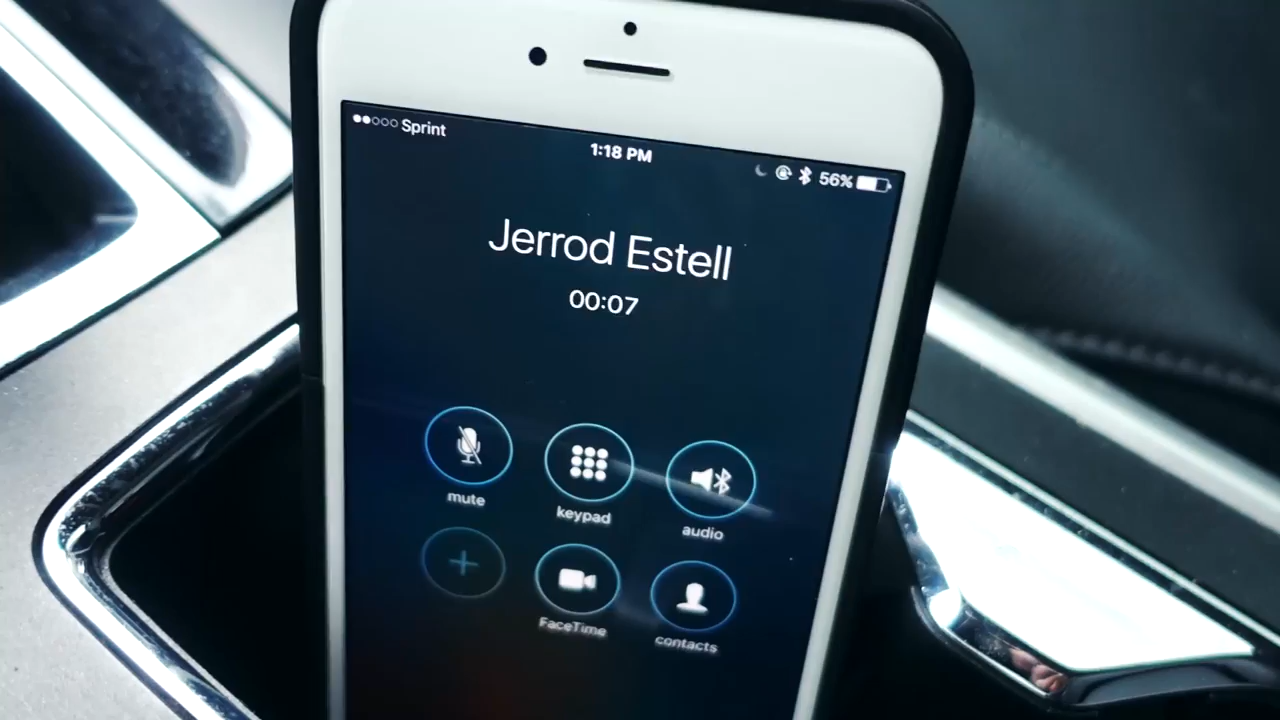 Sprint
1:18 PM
56%
Jerrod Estell
00:07
mute
keypad
audio
FaceTime
contacts